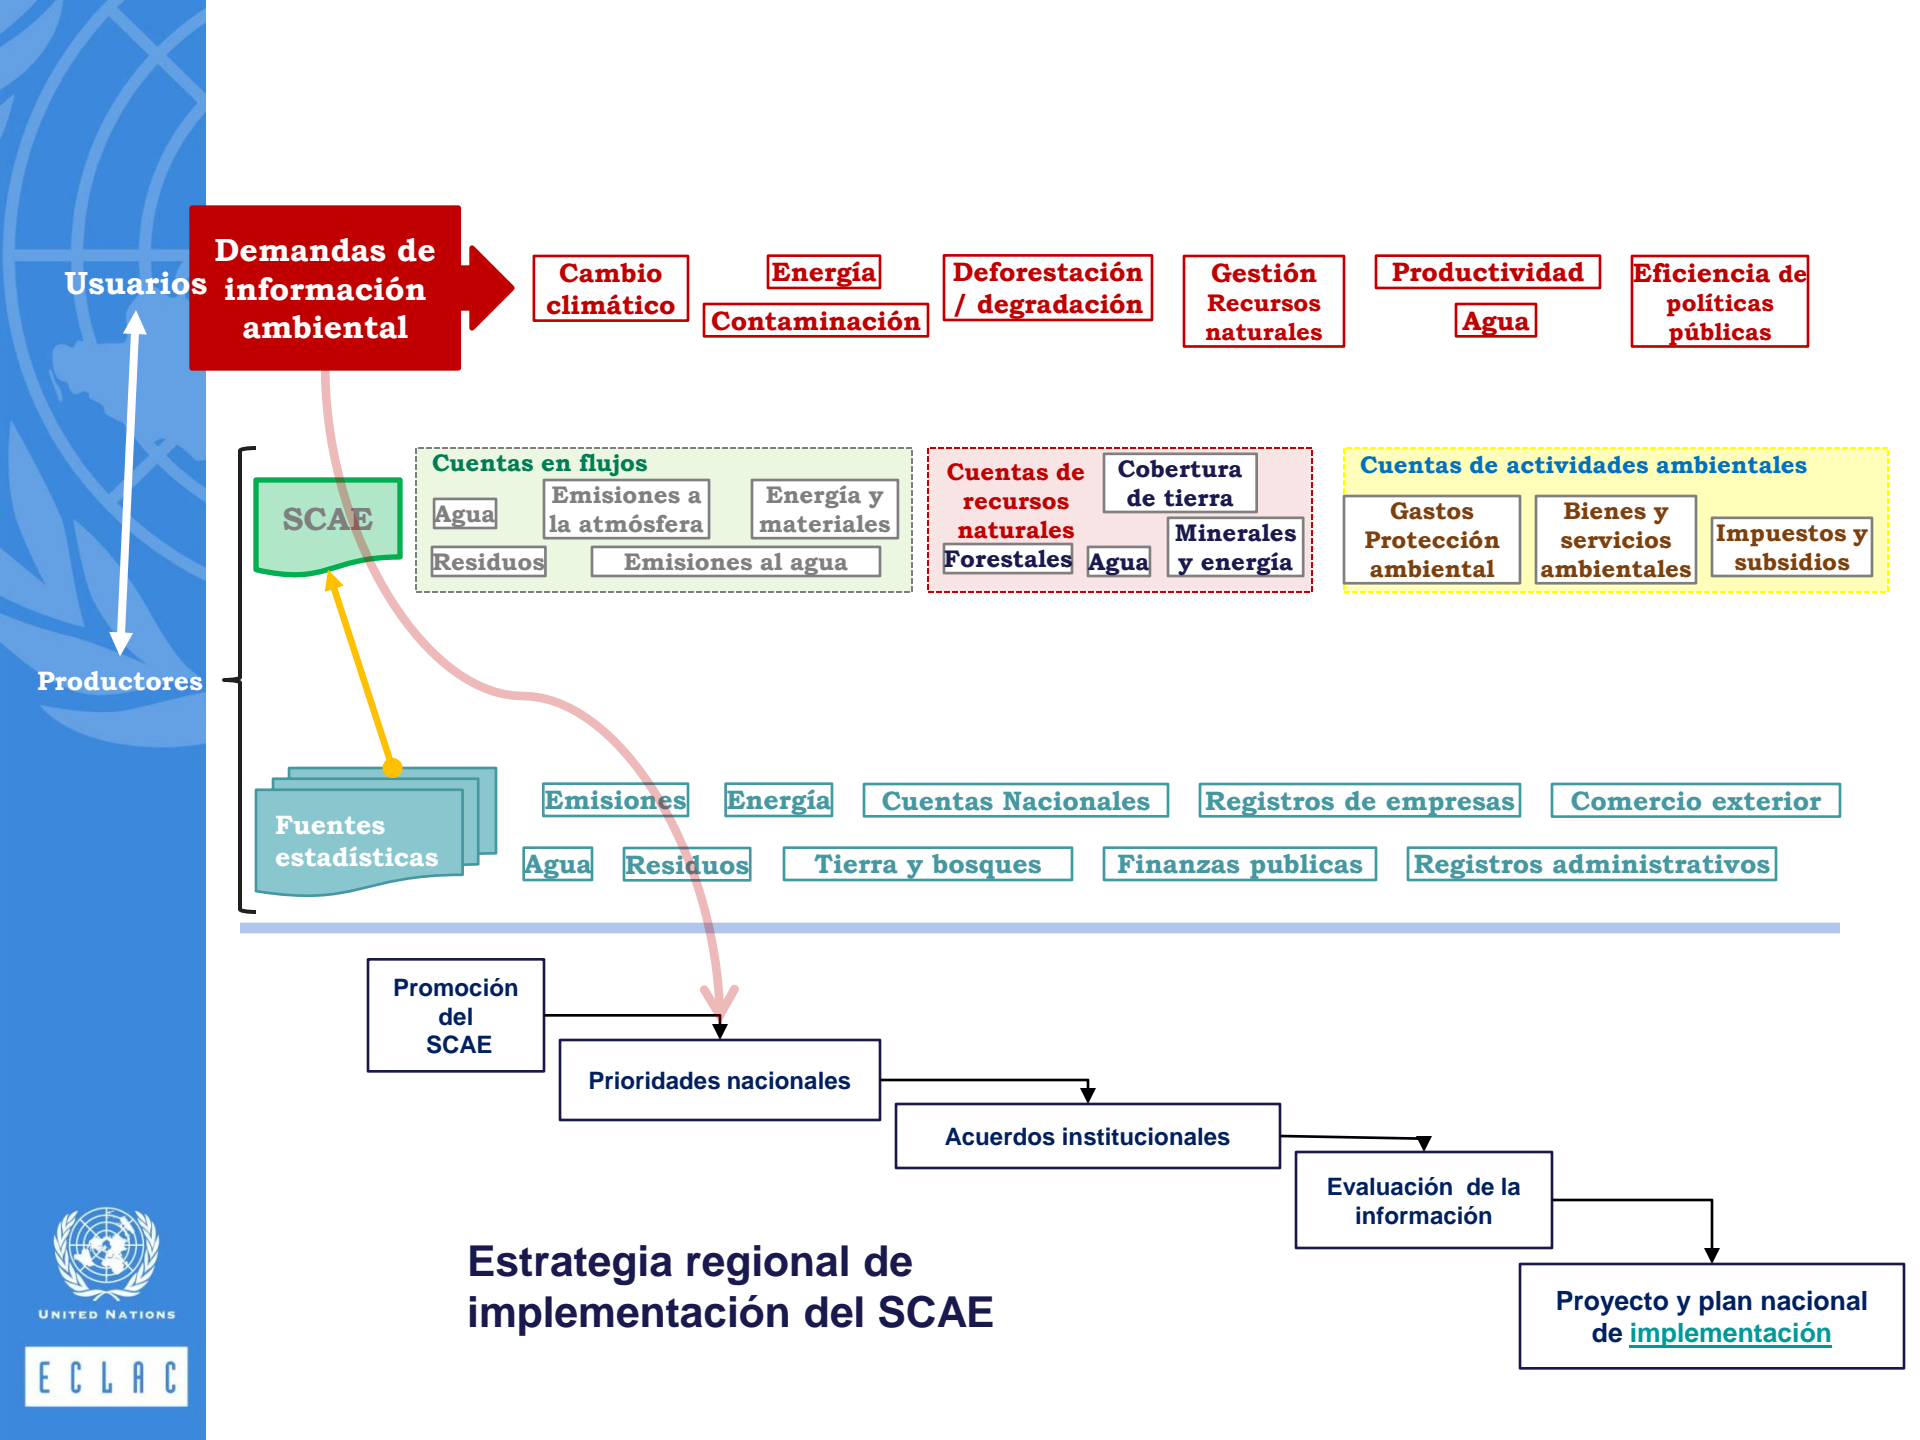 Usuarios
Demandas de
información
ambiental
Cambio
climático
Energía
Contaminación
Deforestación
/ degradación
Gestión
Recursos
naturales
Productividad
Agua
Eficiencia de
políticas
públicas
SCAE
Cuentas en flujos
Agua
Emisiones a
la atmósfera
Energía y
materiales
Residuos
Emisiones al agua
Cuentas de
recursos
naturales
Cobertura
de tierra
Forestales
Agua
Minerales
y energía
Cuentas de actividades ambientales
Gastos
Protección
ambiental
Bienes y
servicios
ambientales
Impuestos y
subsidios
Productores
Fuentes
estadísticas
Emisiones
Energía
Cuentas Nacionales
Registros de empresas
Comercio exterior
Agua
Residuos
Tierra y bosques
Finanzas publicas
Registros administrativos
Promoción
del
SCAE
Prioridades nacionales
Acuerdos institucionales
Evaluación  de la
información
Proyecto y plan nacional
de implementación
Estrategia regional de
implementación del SCAE
UNITED NATIONS
ECLAC